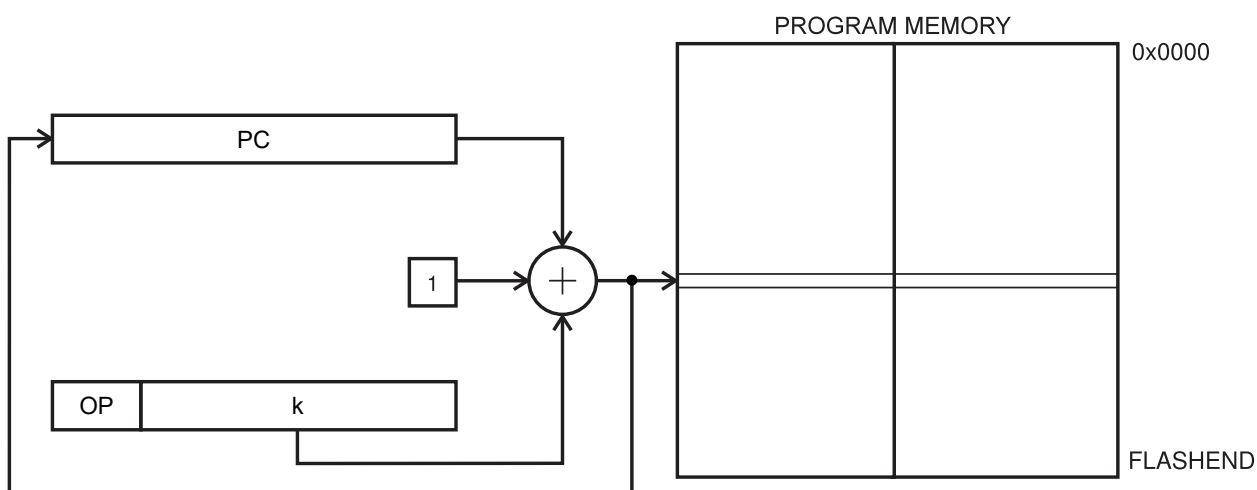 PROGRAM MEMORY
0x0000
PC
1
+
OP k
FLASHEND